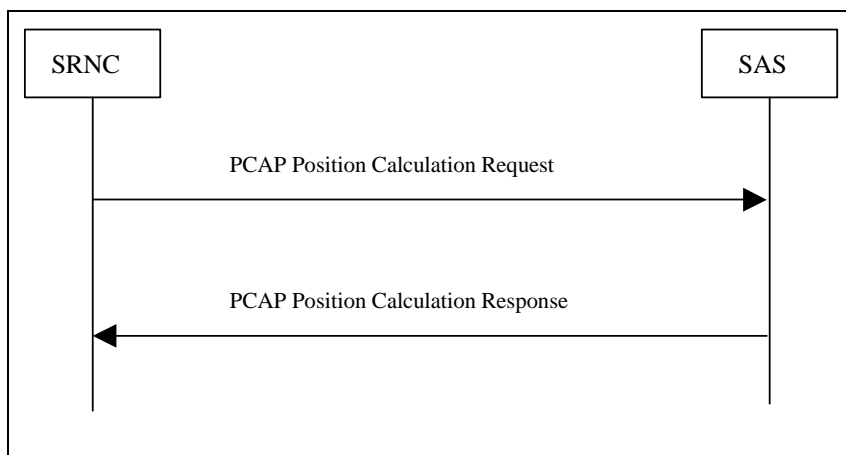 SRNC
SAS
PCAP Position Calculation Request
PCAP Position Calculation Response